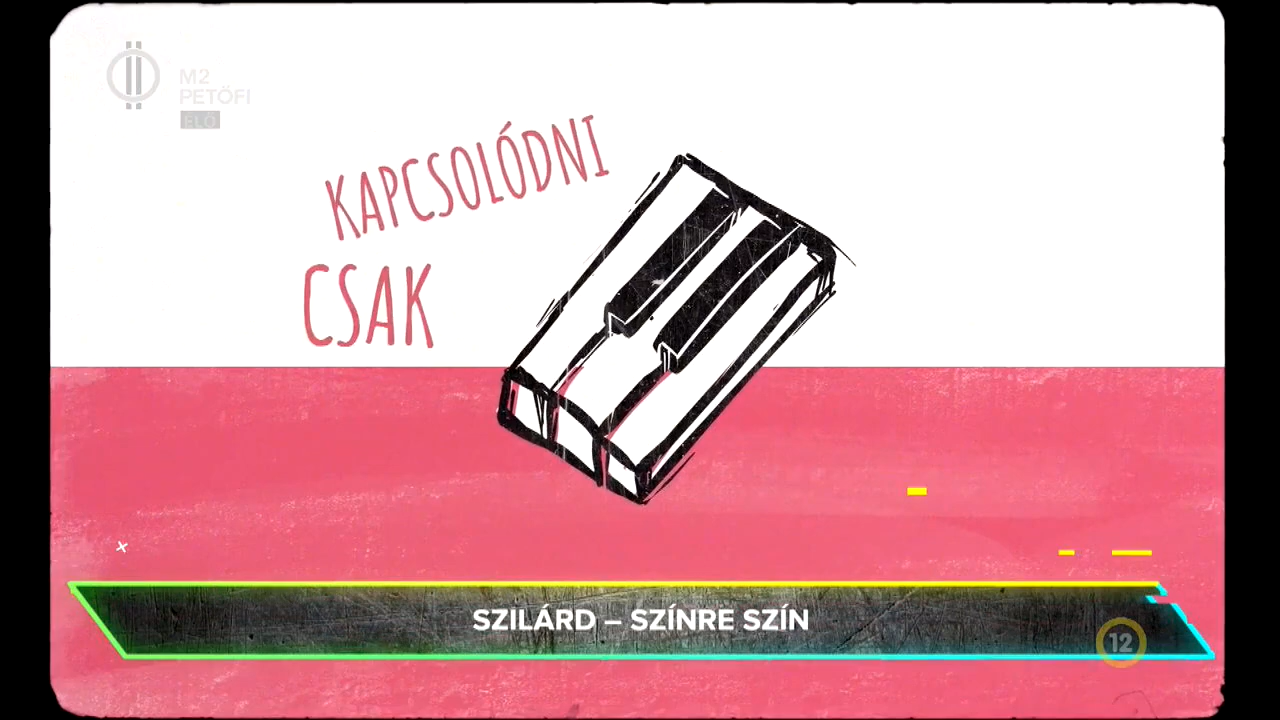 M2
PETŐFI
ÉLŐ
KAPCSOLÓDNI
CSAK
SZILÁRD – SZÍNRE SZÍN
12